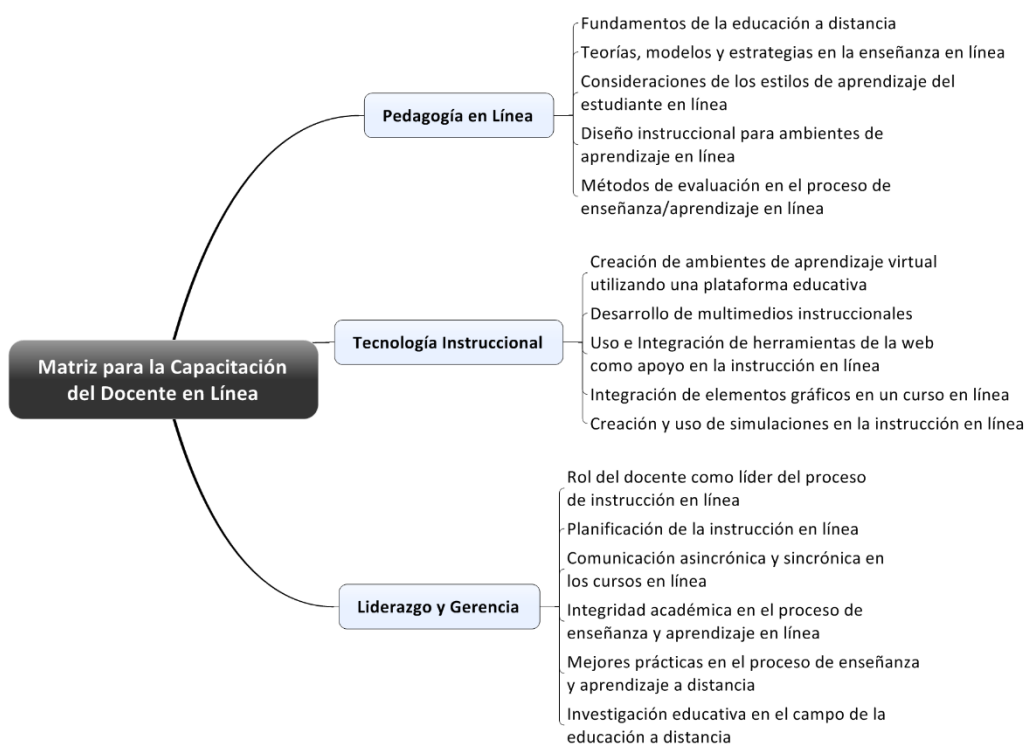 Matriz para la Capacitación
del Docente en Línea
Pedagogía en Línea
Fundamentos de la educación a distancia
Teorías, modelos y estrategias en la enseñanza en línea
Consideraciones de los estilos de aprendizaje del
estudiante en línea
Diseño instruccional para ambientes de
aprendizaje en línea
Métodos de evaluación en el proceso de
enseñanza/aprendizaje en línea
Tecnología Instruccional
Creación de ambientes de aprendizaje virtual
utilizando una plataforma educativa
Desarrollo de multimedios instruccionales
Uso e Integración de herramientas de la web
como apoyo en la instrucción en línea
Integración de elementos gráficos en un curso en línea
Creación y uso de simulaciones en la instrucción en línea
Liderazgo y Gerencia
Rol del docente como líder del proceso
de instrucción en línea
Planificación de la instrucción en línea
Comunicación asincrónica y sincrónica en
los cursos en línea
Integridad académica en el proceso de
enseñanza y aprendizaje en línea
Mejores prácticas en el proceso de enseñanza
y aprendizaje a distancia
Investigación educativa en el campo de la
educación a distancia